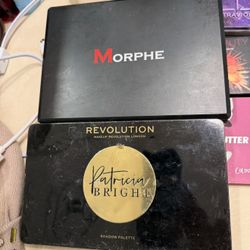 MORPHE
REVOLUTION
MAKEUP REVOLUTION LONDON
Patricia
BRIGHT
SHADOW PALETTE